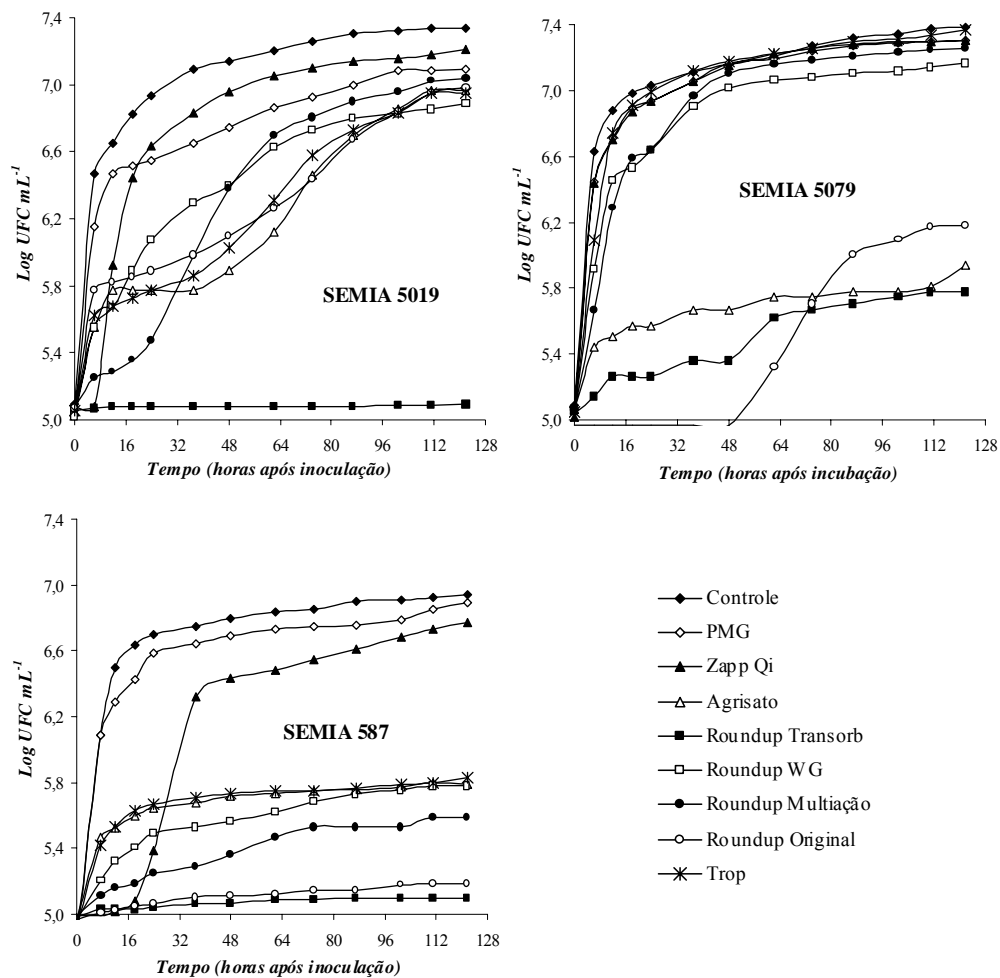 7,4
7,0
6,6
6,2
5,8
5,4
5,0
Log UFC mL-1
SEMIA 5019
0 16 32 48 64 80 96 112 128
Tempo (horas após inoculação)
7,4
7,0
6,6
6,2
5,8
5,4
5,0
Log UFC mL-1
SEMIA 5079
0 16 32 48 64 80 96 112 128
Tempo (horas após incubação)
7,4
7,0
6,6
6,2
5,8
5,4
5,0
Log UFC mL-1
SEMIA 587
0 16 32 48 64 80 96 112 128
Tempo (horas após inoculação)
Controle
PMG
Zapp Qi
Agrisato
Roundup Transorb
Roundup WG
Roundup Multiação
Roundup Original
Trop